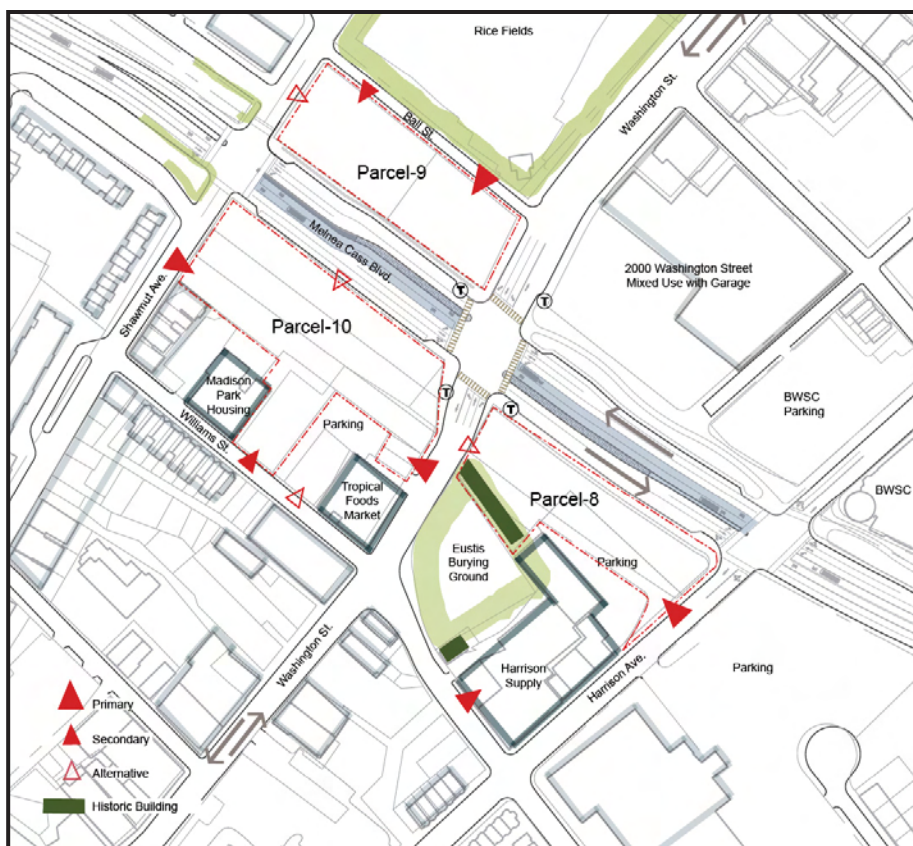 Rice Fields
Washington St.
Ball St.
Parcel-9
Melnea Cass Blvd.
2000 Washington Street
Mixed Use with Garage
T
T
Shawmut Ave.
Parcel-10
BWSC
Parking
Madison
Park
Housing
T
T
Parking
Williams St.
Tropical
Foods
Market
Parcel-8
BWSC
Eustis
Burying
Ground
Parking
Washington St.
Harrison
Supply
Harrison Ave.
Parking
Primary
Secondary
Alternative
Historic Building